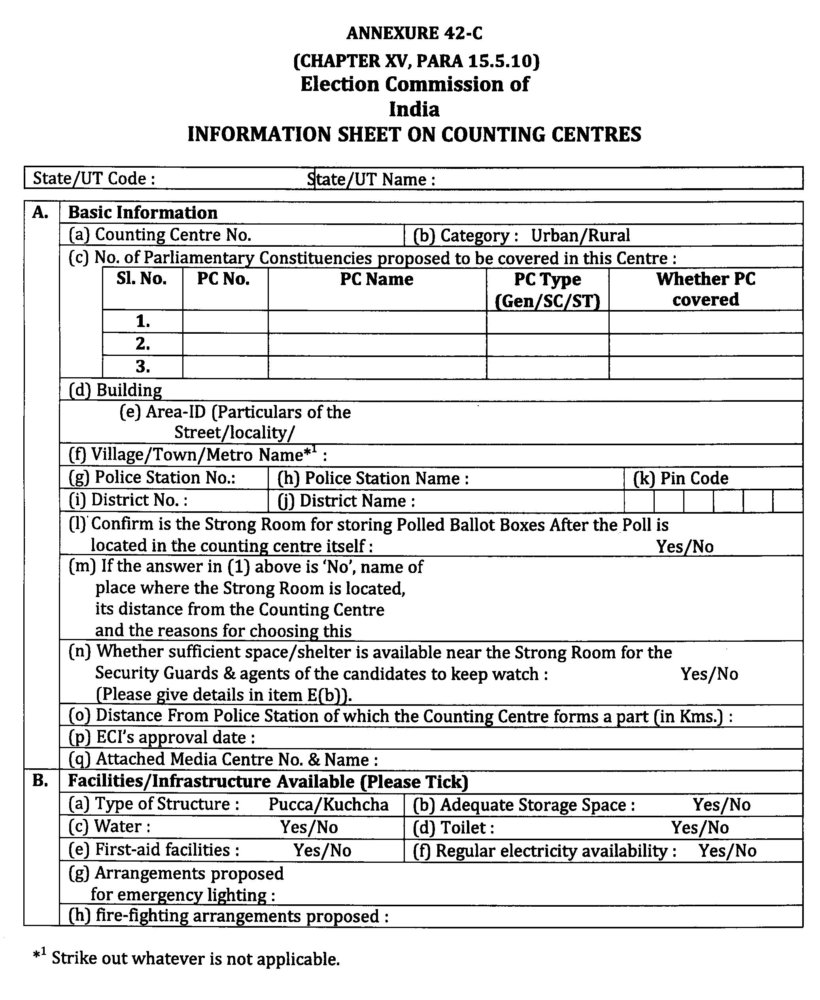 ANNEXURE 42-C
(CHAPTER XV, PARA 15.5.10)
Election Commission of
India
INFORMATION SHEET ON COUNTING CENTRES
State/UT Code : State/UT Name :
A. Basic Information
(a) Counting Centre No. (b) Category : Urban/Rural
(c) No. of Parliamentary Constituencies proposed to be covered in this Centre :
Sl. No. PC No. PC Name PC Type Whether PC
(Gen/SC/ST) covered
1.
2.
3.
(d) Building
(e) Area-ID (Particulars of the
Street/locality/
(f) Village/Town/Metro Name*1 :
(g) Police Station No.: (h) Police Station Name : (k) Pin Code
(i) District No. : (j) District Name :
(l) Confirm is the Strong Room for storing Polled Ballot Boxes After the Poll is
located in the counting centre itself : Yes/No
(m) If the answer in (1) above is ‘No’, name of
place where the Strong Room is located,
its distance from the Counting Centre
and the reasons for choosing this
(n) Whether sufficient space/shelter is available near the Strong Room for the
Security Guards & agents of the candidates to keep watch : Yes/No
(Please give details in item E(b)).
(o) Distance From Police Station of which the Counting Centre forms a part (in Kms.) :
(p) ECI’s approval date :
(q) Attached Media Centre No. & Name :
B. Facilities/Infrastructure Available (Please Tick)
(a) Type of Structure : Pucca/Kuchcha (b) Adequate Storage Space : Yes/No
(c) Water : Yes/No (d) Toilet : Yes/No
(e) First-aid facilities : Yes/No (f) Regular electricity availability : Yes/No
(g) Arrangements proposed
for emergency lighting :
(h) fire-fighting arrangements proposed :
*1 Strike out whatever is not applicable.